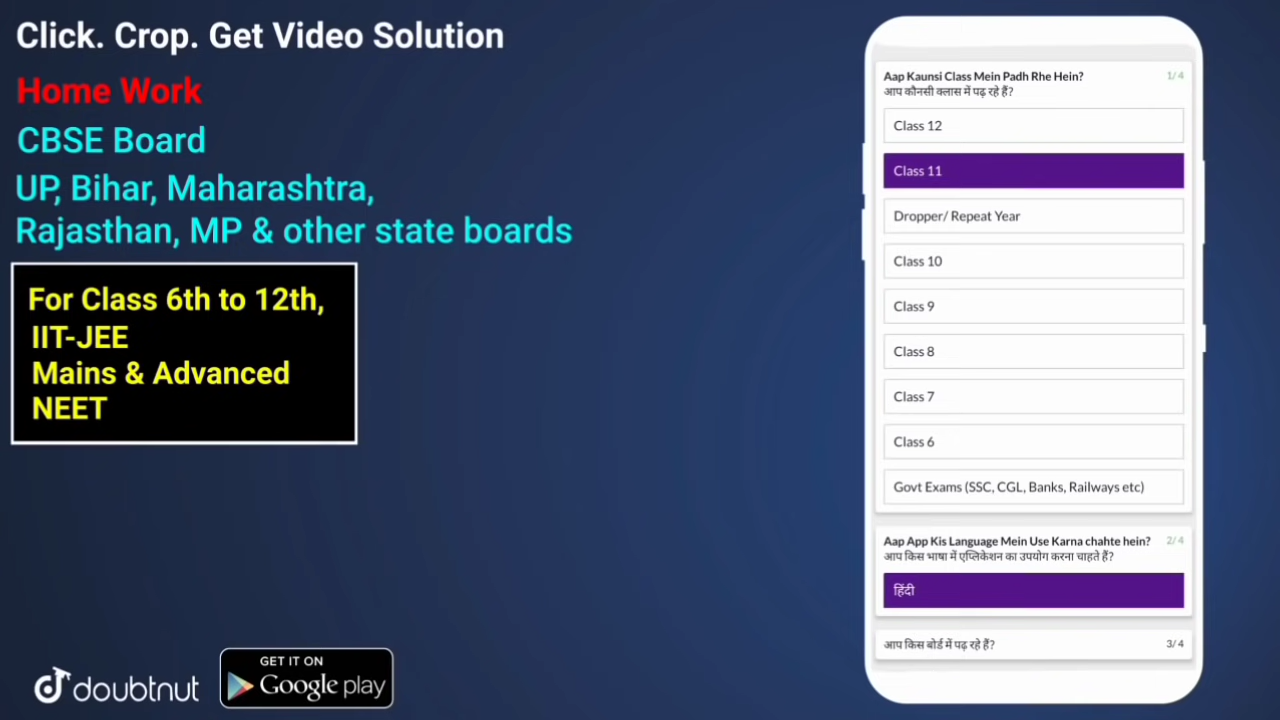 Click. Crop. Get Video Solution
Home Work
CBSE Board
UP, Bihar, Maharashtra,
Rajasthan, MP & other state boards
For Class 6th to 12th,
IIT-JEE
Mains & Advanced
NEET
doubtnut
GET IT ON
Google play
Aap Kaunsi Class Mein Padh Rhe Hein? 1/4
आप कौनसी क्लास में पढ़ रहे हैं?
Class 12
Class 11
Dropper/ Repeat Year
Class 10
Class 9
Class 8
Class 7
Class 6
Govt Exams (SSC, CGL, Banks, Railways etc)
Aap App Kis Language Mein Use Karna chahte hein? 2/4
आप किस भाषा में एप्लिकेशन का उपयोग करना चाहते हैं?
हिंदी
आप किस बोर्ड में पढ़ रहे हैं? 3/4